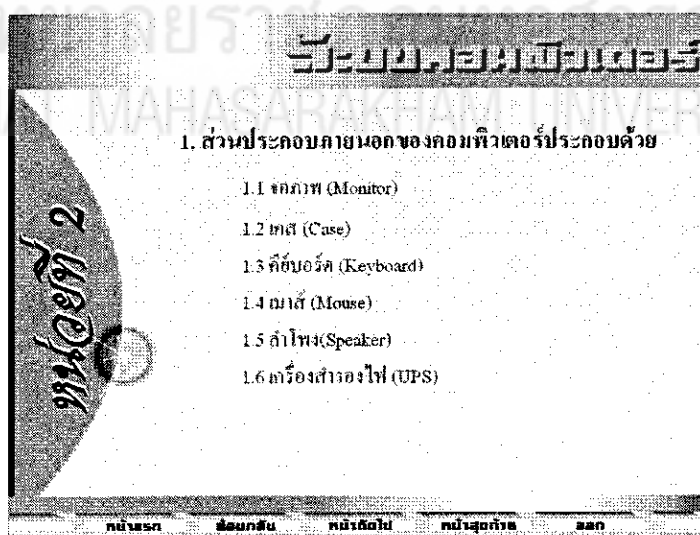 ระบบคอมพิวเตอร์
MAHASARAKHAM UNIVER
1. ส่วนประกอบภายนอกของคอมพิวเตอร์ประกอบด้วย
1.1 จอภาพ (Monitor)
1.2 เคส (Case)
1.3 คีย์บอร์ด (Keyboard)
1.4 เมาส์ (Mouse)
1.5 ลำโพง(Speaker)
1.6 เครื่องสำรองไฟ (UPS)
หน้าแรก ย้อนกลับ หน้าถัดไป หน้าสุดท้าย ออก